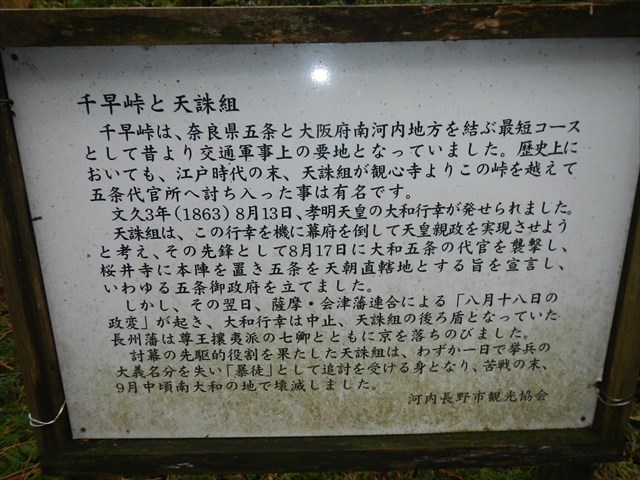 千早峠と天誅組
千早峠は、奈良県五条と大阪府南河内地方を結ぶ最短コース
として昔より交通軍事上の要地となっていました。歴史上に
おいても、江戸時代の末、天誅組が観心寺よりこの峠を越えて
五条代官所へ討ち入った事は有名です。
文久3年(1863)8月13日、孝明天皇の大和行幸が発せられました。
天誅組は、この行幸を機に幕府を倒して天皇親政を実現させよう
と考え、その先鋒として8月17日に大和五条の代官を襲撃し、
桜井寺に本陣を置き五条を天朝直轄地とする旨を宣言し、
いわゆる五条御政府を立てました。
しかし、その翌日、薩摩・会津藩連合による「八月十八日の
政変」が起き、大和行幸は中止、天誅組の後ろ盾となっていた
長州藩は尊王攘夷派の七卿とともに京を落ちのびました。
討幕の先駆的役割を果たした天誅組は、わずか一日で挙兵の
大義名分を失い「暴徒」として追討を受ける身となり、苦戦の末、
9月中頃南大和の地で壊滅しました。
河内長野市観光協会